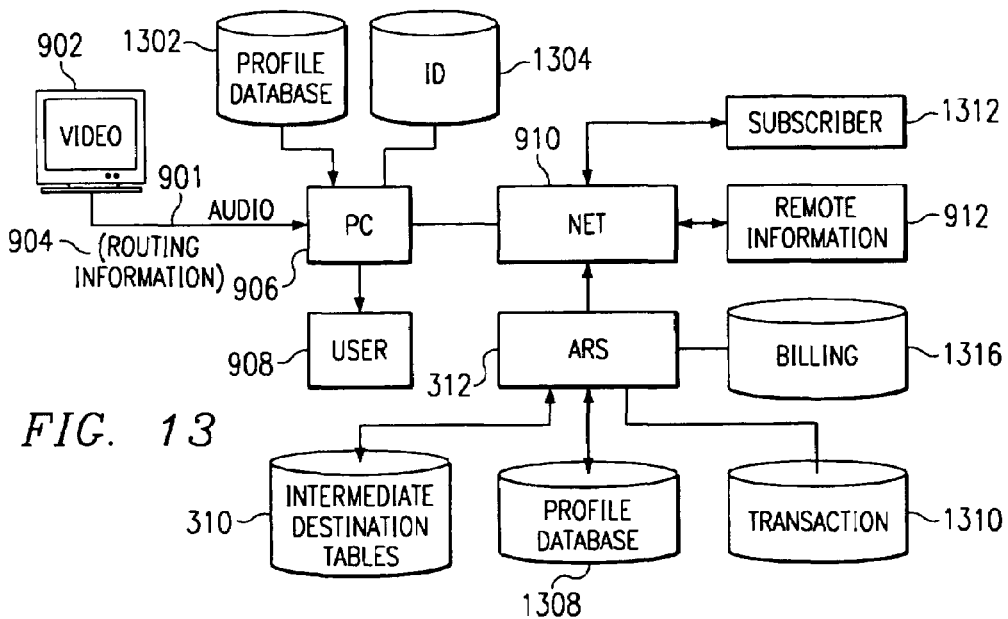 902
1302
PROFILE
DATABASE
ID
1304
VIDEO
910
SUBSCRIBER
1312
901
AUDIO
904
(ROUTING
INFORMATION)
PC
906
NET
REMOTE
INFORMATION
912
USER
908
ARS
312
BILLING
1316
FIG. 13
310
INTERMEDIATE
DESTINATION
TABLES
PROFILE
DATABASE
1308
TRANSACTION
1310